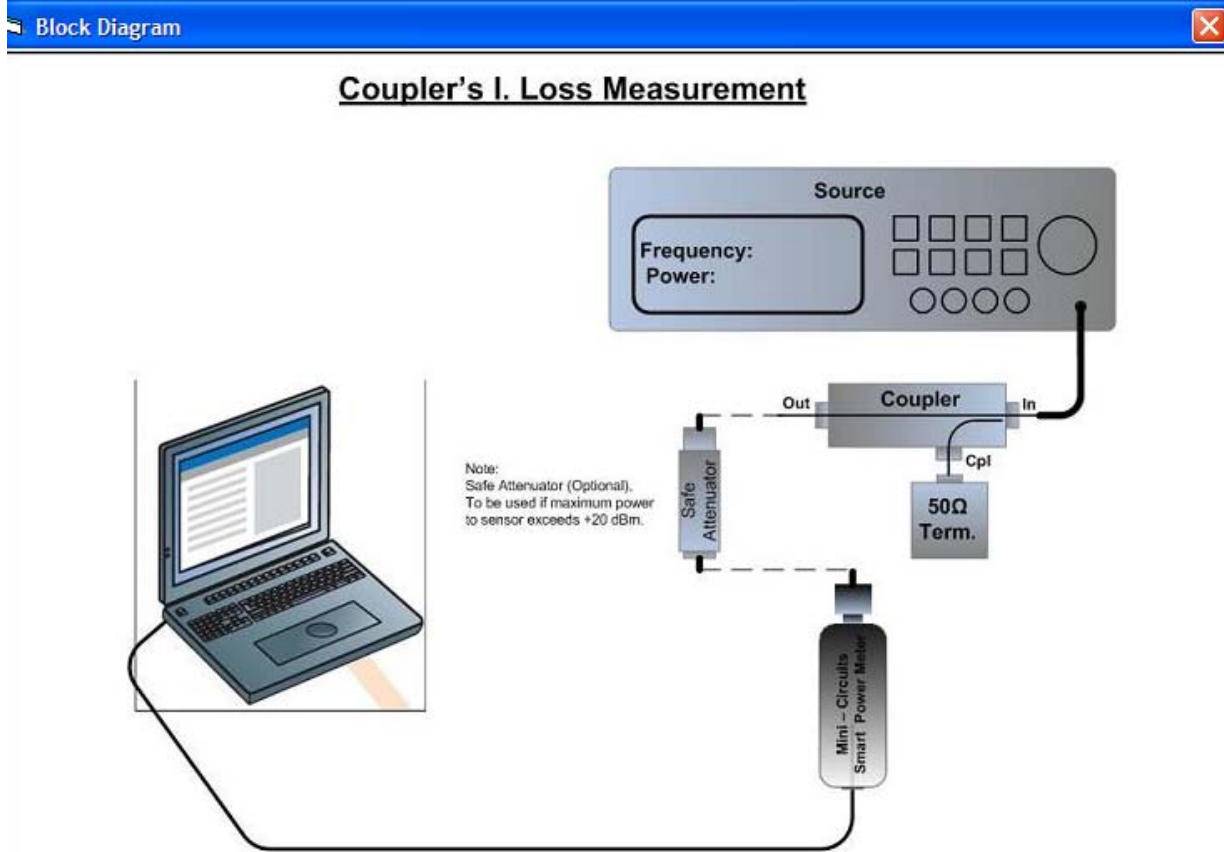 Block Diagram
Coupler's I. Loss Measurement
Source
Frequency:
Power:
Out
Coupler
In
Cpl
50Ω
Term.
Note:
Safe Attenuator (Optional),
To be used if maximum power
to sensor exceeds +20 dBm.
Safe
Attenuator
Mini – Circuits
Smart Power Meter